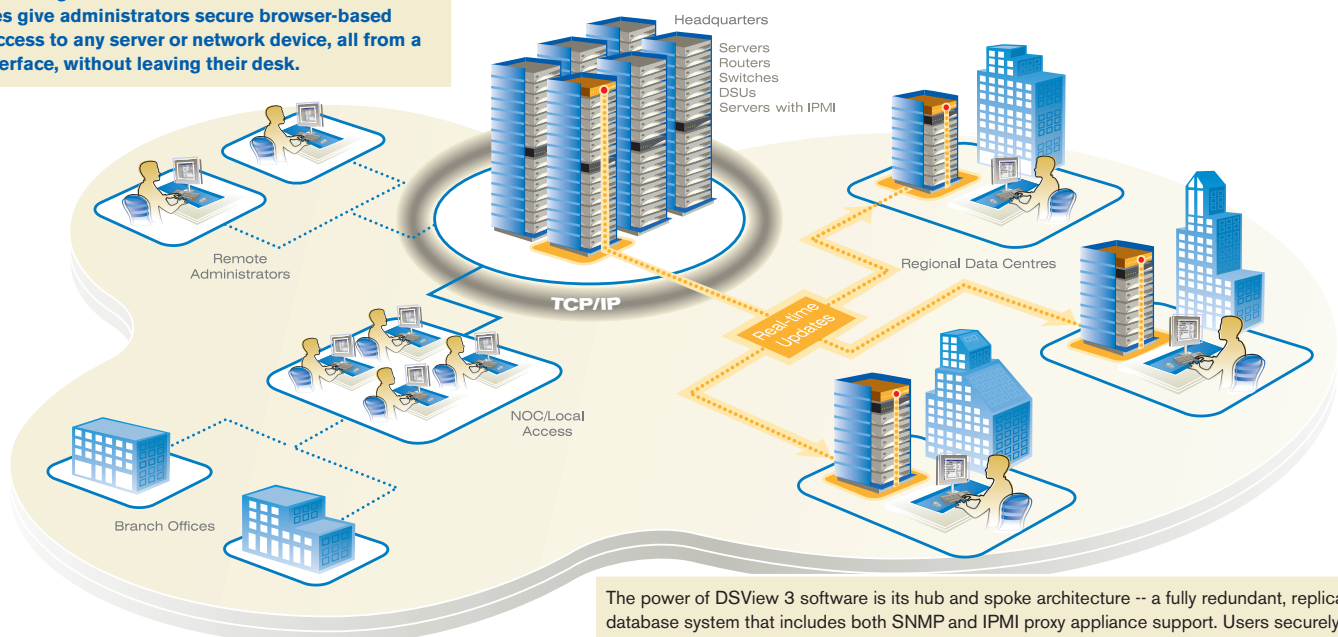 es give administrators secure browser-based
ccess to any server or network device, all from a
erface, without leaving their desk.
Headquarters
Servers
Routers
Switches
DSUs
Servers with IPMI
Remote
Administrators
TCP/IP
Regional Data Centres
Real-time
Updates
NOC/Local
Access
Branch Offices
The power of DSView 3 software is its hub and spoke architecture -- a fully redundant, replica
database system that includes both SNMP and IPMI proxy appliance support. Users securely